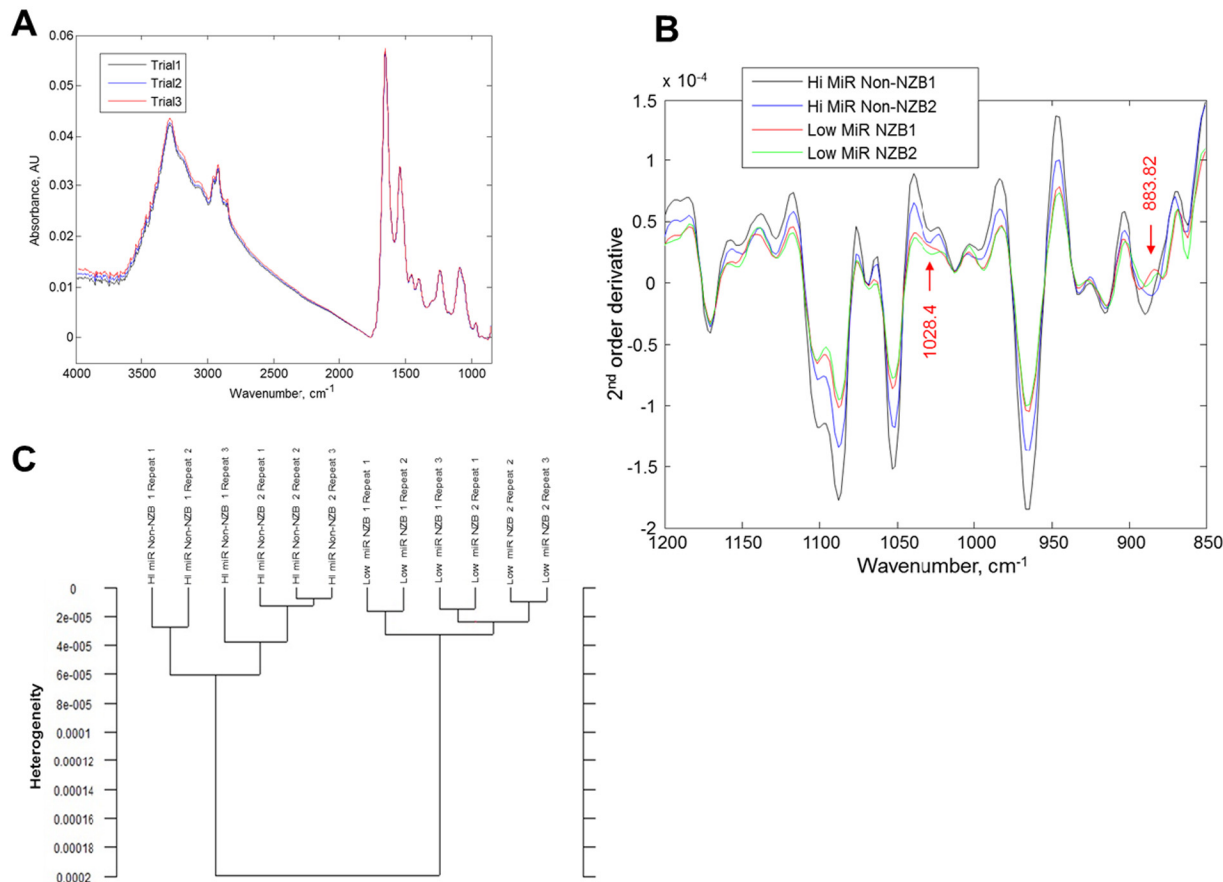 A
0.06
0.05
0.04
0.03
0.02
0.01
0
Absorbance, AU
Trial1
Trial2
Trial3
4000 3500 3000 2500 2000 1500 1000
Wavenumber, cm-1
B
x 10-4
1.5
1
0.5
0
-0.5
-1
-1.5
-2
2nd order derivative
Hi MiR Non-NZB1
Hi MiR Non-NZB2
Low MiR NZB1
Low MiR NZB2
1028.4
883.82
1200 1150 1100 1050 1000 950 900 850
Wavenumber, cm-1
C
HI miR Non-NZB 1 Repeat 1
HI miR Non-NZB 1 Repeat 2
HI miR Non-NZB 1 Repeat 3
HI miR Non-NZB 2 Repeat 1
HI miR Non-NZB 2 Repeat 2
HI miR Non-NZB 2 Repeat 3
Low miR NZB 1 Repeat 1
Low miR NZB 1 Repeat 2
Low miR NZB 1 Repeat 3
Low miR NZB 2 Repeat 1
Low miR NZB 2 Repeat 2
Low miR NZB 2 Repeat 3
0
2e-005
4e-005
6e-005
8e-005
0.0001
0.00012
0.00014
0.00016
0.00018
0.0002
Heterogeneity